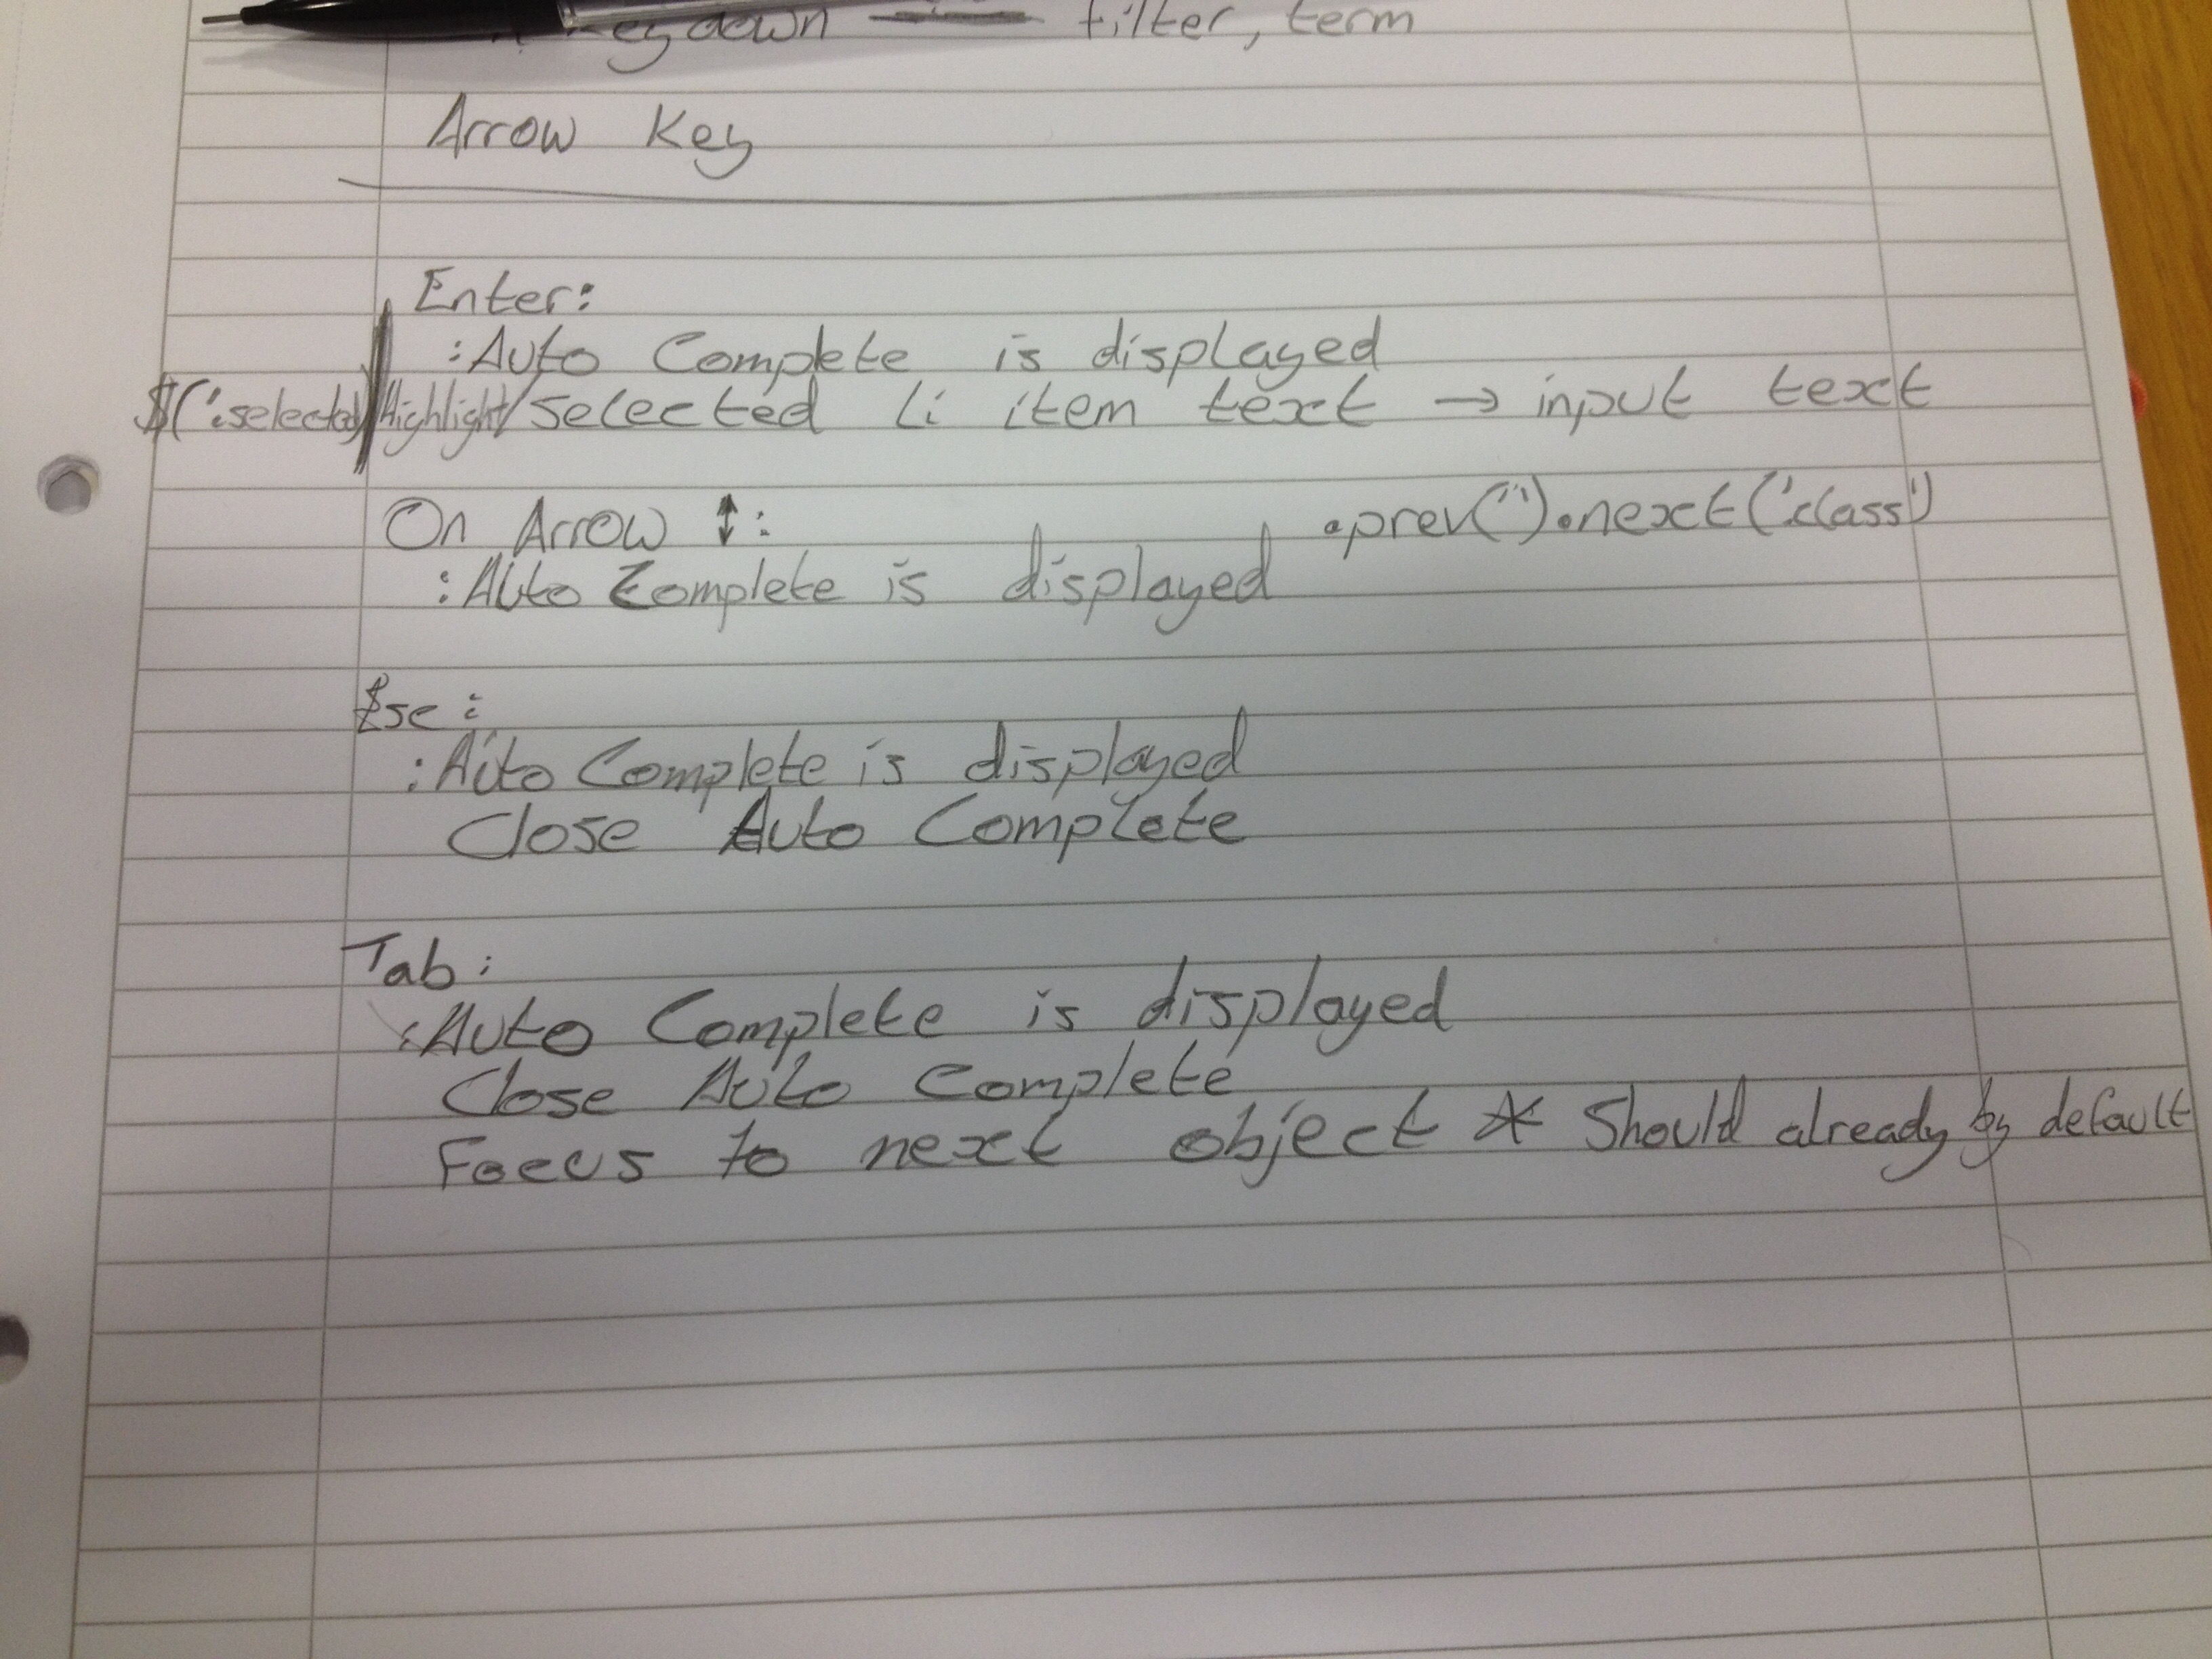 keydown filter, term
Arrow Key
Enter:
:Auto Complete is displayed
$('.selected') Highlight/selected li item text → input text
On Arrow ↕: .prev('').next('.class')
:Auto Complete is displayed
Esc:
:Auto Complete is displayed
Close Auto Complete
Tab:
:Auto Complete is displayed
Close Auto Complete
Focus to next object * Should already by default